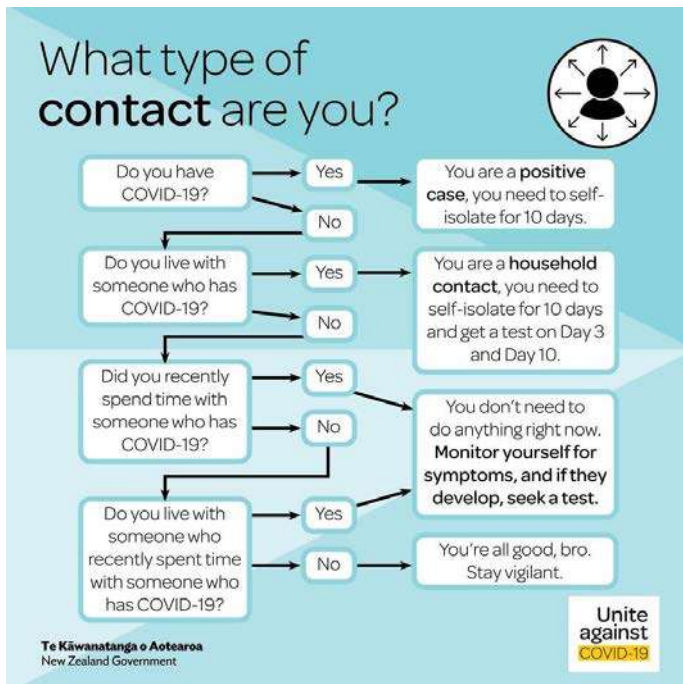 What type of
contact are you?
Do you have
COVID-19?
Yes
You are a positive
case, you need to self-
isolate for 10 days.
No
Do you live with
someone who has
COVID-19?
Yes
You are a household
contact, you need to
self-isolate for 10 days
and get a test on Day 3
and Day 10.
No
Did you recently
spend time with
someone who has
COVID-19?
Yes
No
You don't need to
do anything right now.
Monitor yourself for
symptoms, and if they
develop, seek a test.
Do you live with
someone who
recently spent time
with someone who
has COVID-19?
Yes
No
You're all good, bro.
Stay vigilant.
Te Kāwanatanga o Aotearoa
New Zealand Government
Unite
against
COVID-19